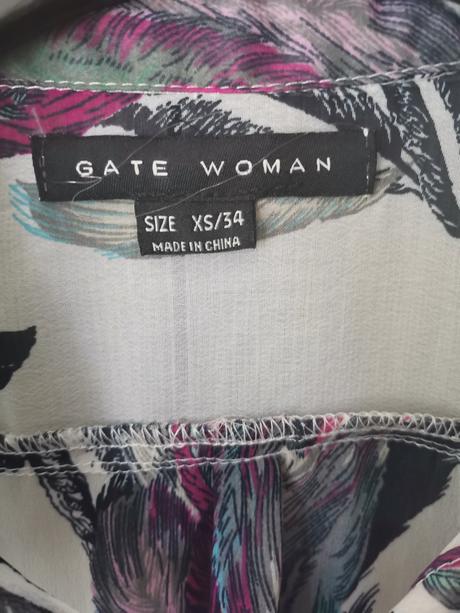 GATE WOMAN
SIZE XS/34
MADE IN CHINA